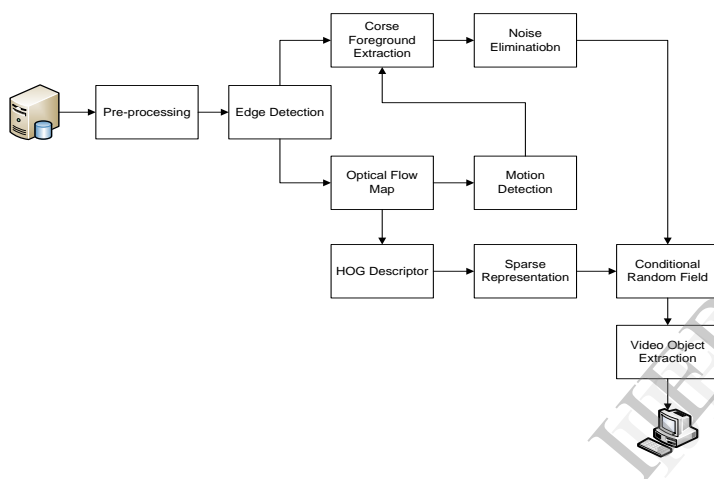 Corse
Foreground
Extraction
Noise
Eliminatiobn
Pre-processing
Edge Detection
Optical Flow
Map
Motion
Detection
HOG Descriptor
Sparse
Representation
Conditional
Random Field
Video Object
Extraction